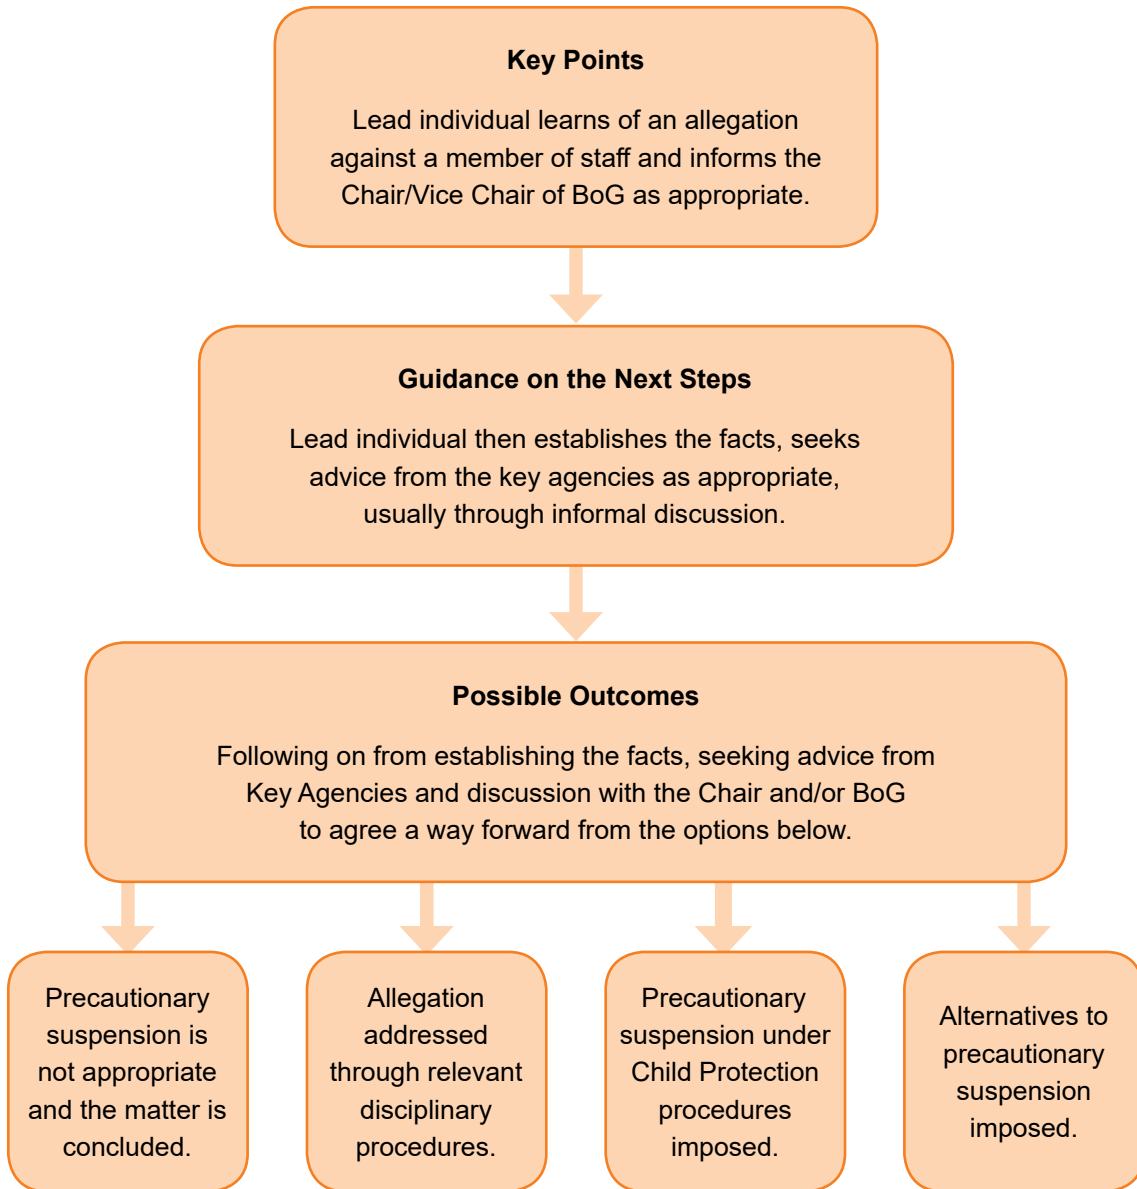 Key Points
Lead individual learns of an allegation
against a member of staff and informs the
Chair/Vice Chair of BoG as appropriate.
Guidance on the Next Steps
Lead individual then establishes the facts, seeks
advice from the key agencies as appropriate,
usually through informal discussion.
Possible Outcomes
Following on from establishing the facts, seeking advice from
Key Agencies and discussion with the Chair and/or BoG
to agree a way forward from the options below.
Precautionary
suspension is
not appropriate
and the matter is
concluded.
Allegation
addressed
through relevant
disciplinary
procedures.
Precautionary
suspension under
Child Protection
procedures
imposed.
Alternatives to
precautionary
suspension
imposed.